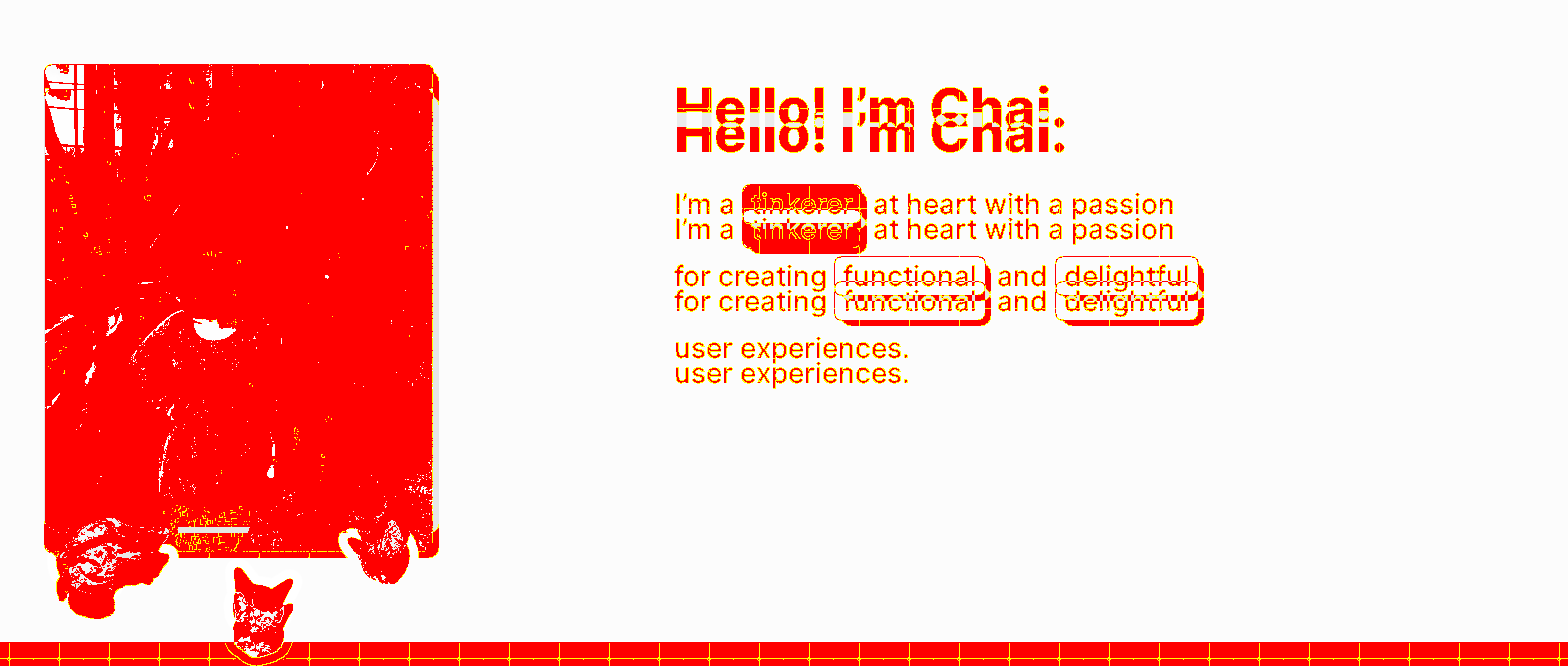 Hello! I'm Chai.
Hello! I'm Chai.
I'm a tinkerer at heart with a passion
I'm a tinkerer at heart with a passion
for creating functional and delightful
for creating functional and delightful
user experiences.
user experiences.